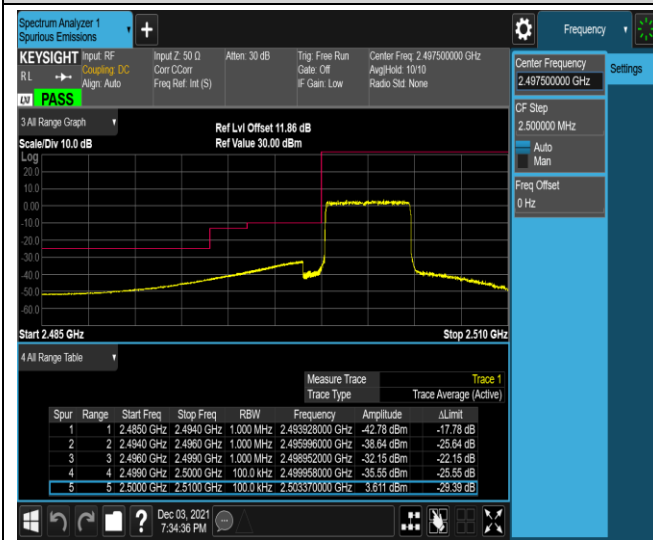 Spectrum Analyzer 1
Spurious Emissions
+
Frequency
KEYSIGHT Input: RF Input Z: 50 Ω Atten: 30 dB Trig: Free Run Center Freq: 2.497500000 GHz
RL Coupling: DC Corr CCorr Gate: Off Avg|Hold: 10/10
Align: Auto Freq Ref: Int (S) IF Gain: Low Radio Std: None
LXI PASS
Center Frequency
2.497500000 GHz
Settings
CF Step
2.500000 MHz
Auto
Man
Freq Offset
0 Hz
3 All Range Graph
Ref Lvl Offset 11.86 dB
Scale/Div 10.0 dB Ref Value 30.00 dBm
Log
20.0
10.0
0.00
-10.0
-20.0
-30.0
-40.0
-50.0
-60.0
Start 2.485 GHz Stop 2.510 GHz
4 All Range Table
Measure Trace Trace 1
Trace Type Trace Average (Active)
Spur Range Start Freq Stop Freq RBW Frequency Amplitude ΔLimit
1 1 2.4850 GHz 2.4940 GHz 1.000 MHz 2.493928000 GHz -42.78 dBm -17.78 dB
2 2 2.4940 GHz 2.4960 GHz 1.000 MHz 2.495996000 GHz -38.64 dBm -25.64 dB
3 3 2.4960 GHz 2.4990 GHz 1.000 MHz 2.498952000 GHz -32.15 dBm -22.15 dB
4 4 2.4990 GHz 2.5000 GHz 100.0 kHz 2.499958000 GHz -35.55 dBm -25.55 dB
5 5 2.5000 GHz 2.5100 GHz 100.0 kHz 2.503370000 GHz 3.611 dBm -29.39 dB
? Dec 03, 2021
7:34:36 PM